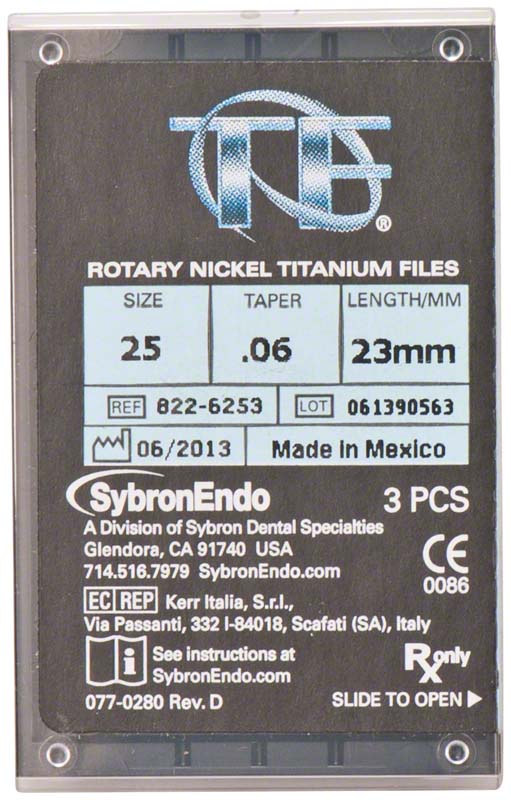 TF®
ROTARY NICKEL TITANIUM FILES
SIZE TAPER LENGTH/MM
25 .06 23mm
REF 822-6253 LOT 061390563
06/2013 Made in Mexico
SybronEndo 3 PCS
A Division of Sybron Dental Specialties
Glendora, CA 91740 USA
714.516.7979 SybronEndo.com
CE
0086
EC REP Kerr Italia, S.r.l.,
Via Passanti, 332 I-84018, Scafati (SA), Italy
i See instructions at
SybronEndo.com
Rx only
077-0280 Rev. D SLIDE TO OPEN ▶